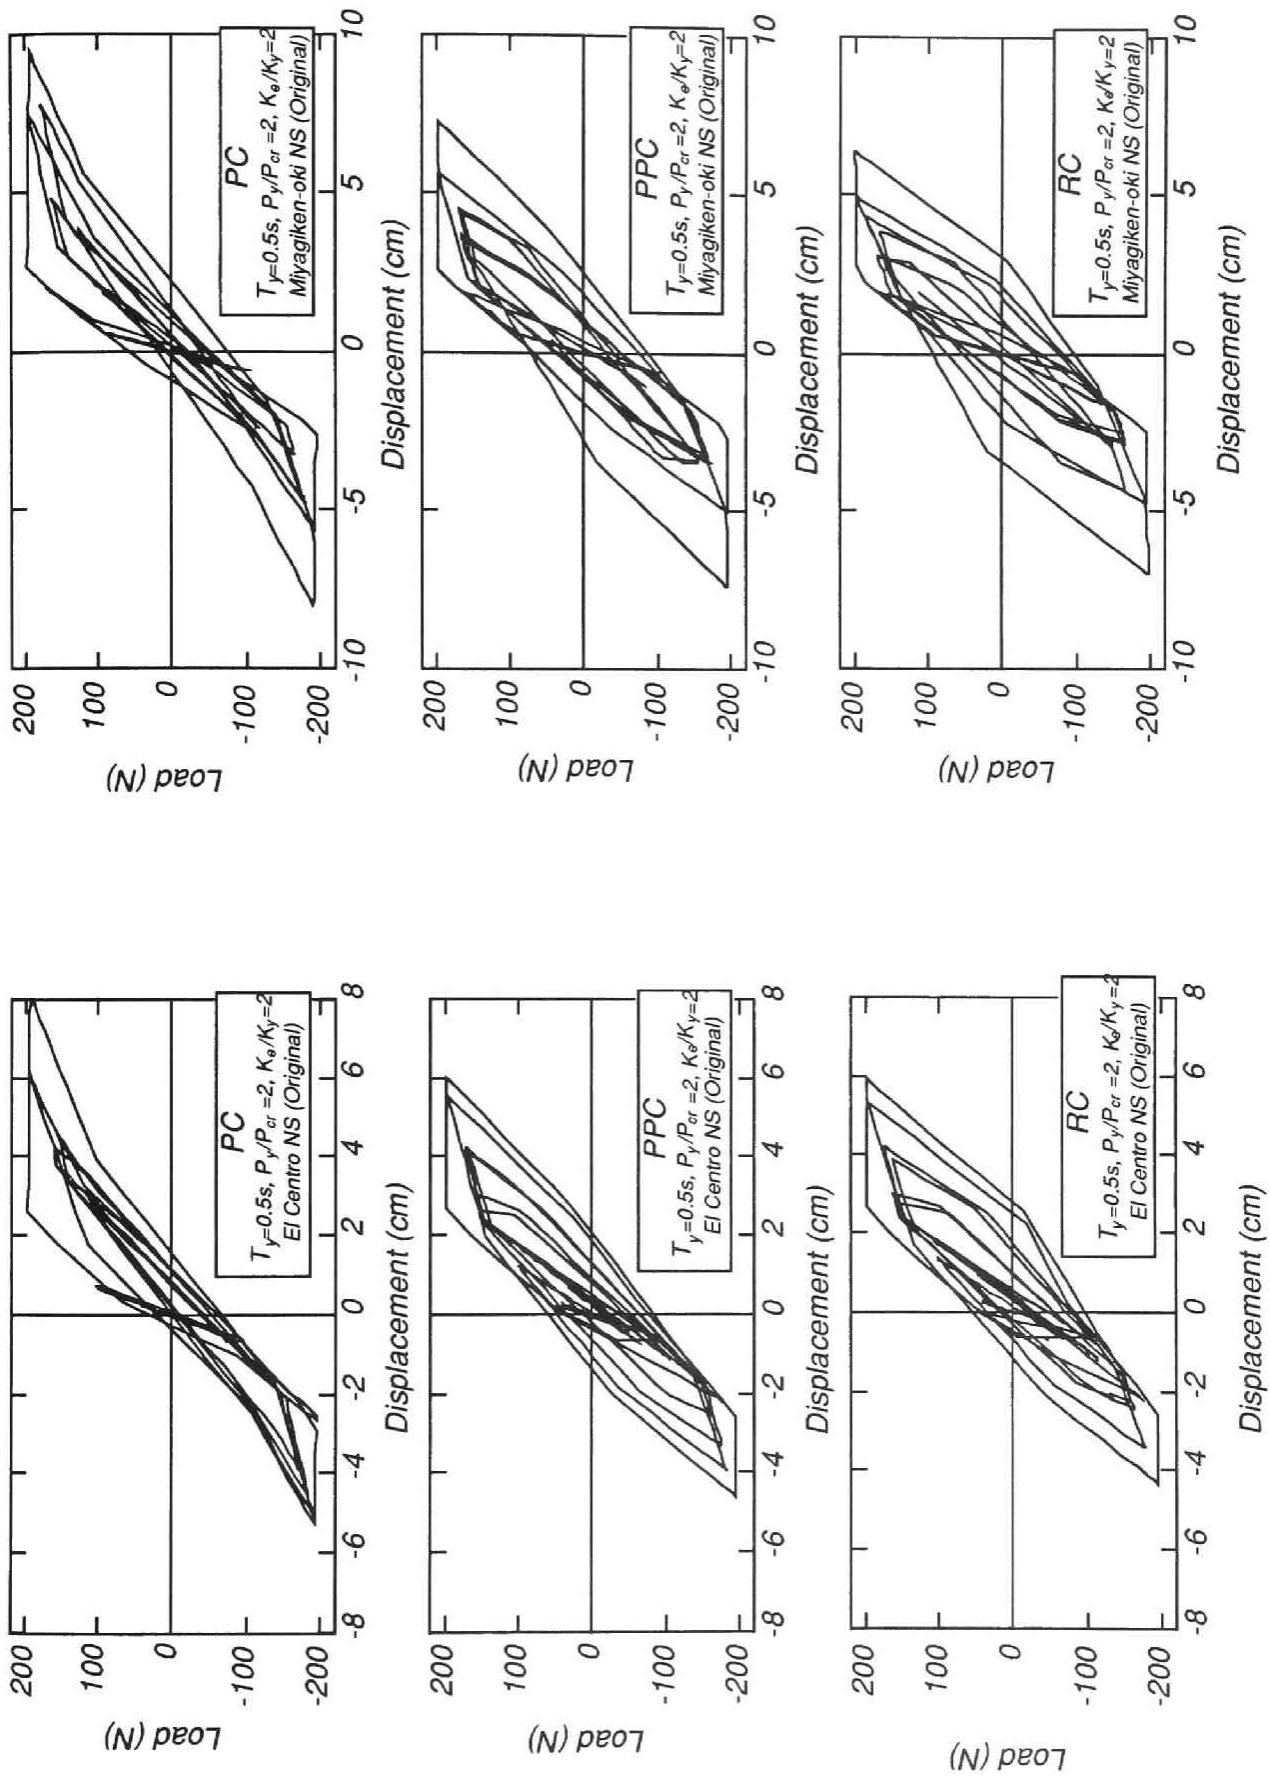 200
100
0
-100
-200
Load (N)
-8
-6
-4
-2
0
2
4
6
8
Displacement (cm)
PC
Ty=0.5s, Py/Pcr =2, Ke/Ky=2
El Centro NS (Original)
200
100
0
-100
-200
Load (N)
-8
-6
-4
-2
0
2
4
6
8
Displacement (cm)
PPC
Ty=0.5s, Py/Pcr =2, Ke/Ky=2
El Centro NS (Original)
200
100
0
-100
-200
Load (N)
-8
-6
-4
-2
0
2
4
6
8
Displacement (cm)
RC
Ty=0.5s, Py/Pcr =2, Ke/Ky=2
El Centro NS (Original)
200
100
0
-100
-200
Load (N)
-10
-5
0
5
10
Displacement (cm)
PC
Ty=0.5s, Py/Pcr =2, Ke/Ky=2
Miyagiken-oki NS (Original)
200
100
0
-100
-200
Load (N)
-10
-5
0
5
10
Displacement (cm)
PPC
Ty=0.5s, Py/Pcr =2, Ke/Ky=2
Miyagiken-oki NS (Original)
200
100
0
-100
-200
Load (N)
-10
-5
0
5
10
Displacement (cm)
RC
Ty=0.5s, Py/Pcr =2, Ke/Ky=2
Miyagiken-oki NS (Original)